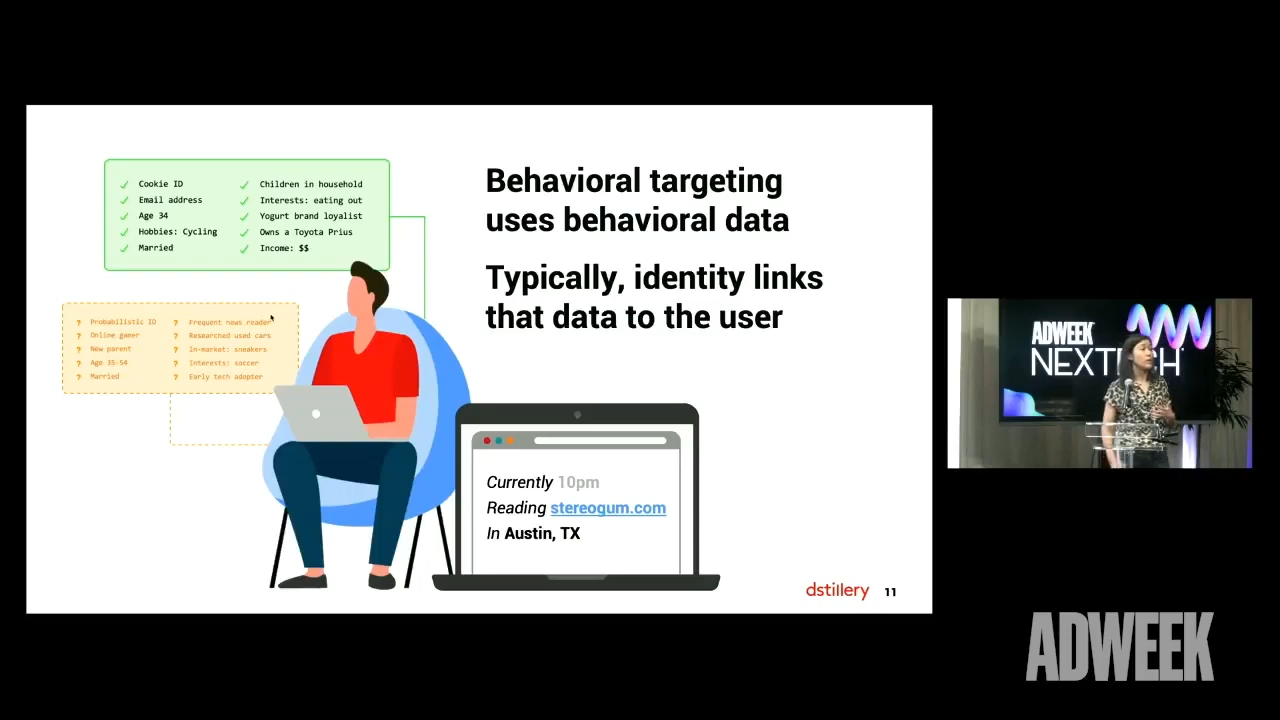 Cookie ID
Email address
Age 34
Hobbies: Cycling
Married
Children in household
Interests: eating out
Yogurt brand loyalist
Owns a Toyota Prius
Income: $$
? Probabilistic ID
? Online gamer
? New parent
? Age 35-54
? Married
? Frequent news reader
? Researched used cars
? In-market: sneakers
? Interests: soccer
? Early tech adopter
Behavioral targeting
uses behavioral data
Typically, identity links
that data to the user
Currently 10pm
Reading stereogum.com
In Austin, TX
dstillery 11
ADWEEK
NEXTECH
ADWEEK